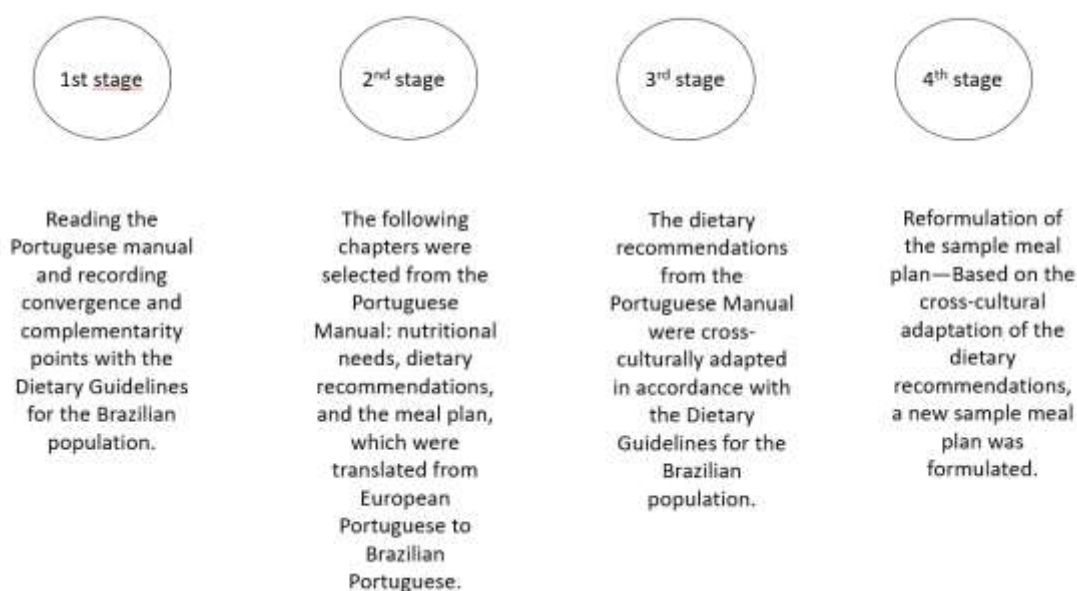 1st stage
Reading the
Portuguese manual
and recording
convergence and
complementarity
points with the
Dietary Guidelines
for the Brazilian
population.
2nd stage
The following
chapters were
selected from the
Portuguese
Manual: nutritional
needs, dietary
recommendations,
and the meal plan,
which were
translated from
European
Portuguese to
Brazilian
Portuguese.
3rd stage
The dietary
recommendations
from the
Portuguese Manual
were cross-
culturally adapted
in accordance with
the Dietary
Guidelines for the
Brazilian
population.
4th stage
Reformulation of
the sample meal
plan—Based on the
cross-cultural
adaptation of the
dietary
recommendations,
a new sample meal
plan was
formulated.